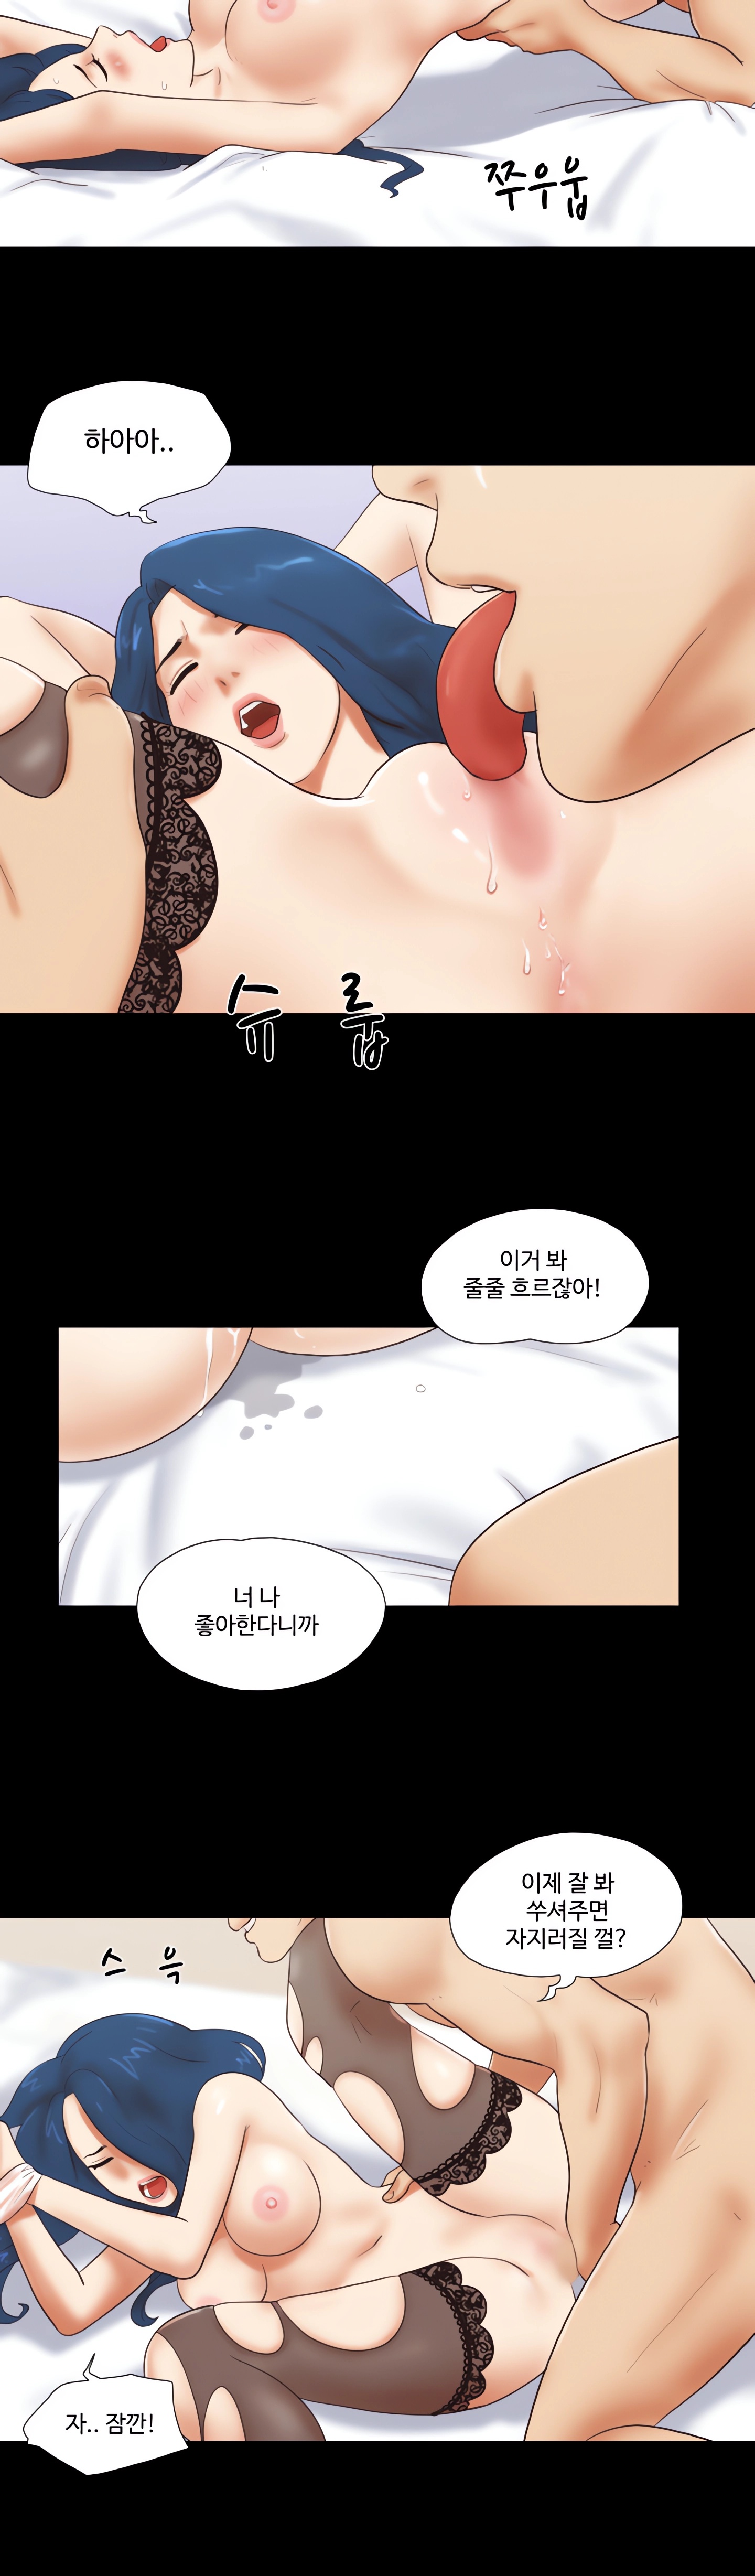 쭈우웁
하아아..
슈 릅
이거 봐
줄줄 흐르잖아!
너 나
좋아한다니까
이제 잘 봐
쑤셔주면
자지러질 껄?
스 윽
자.. 잠깐!